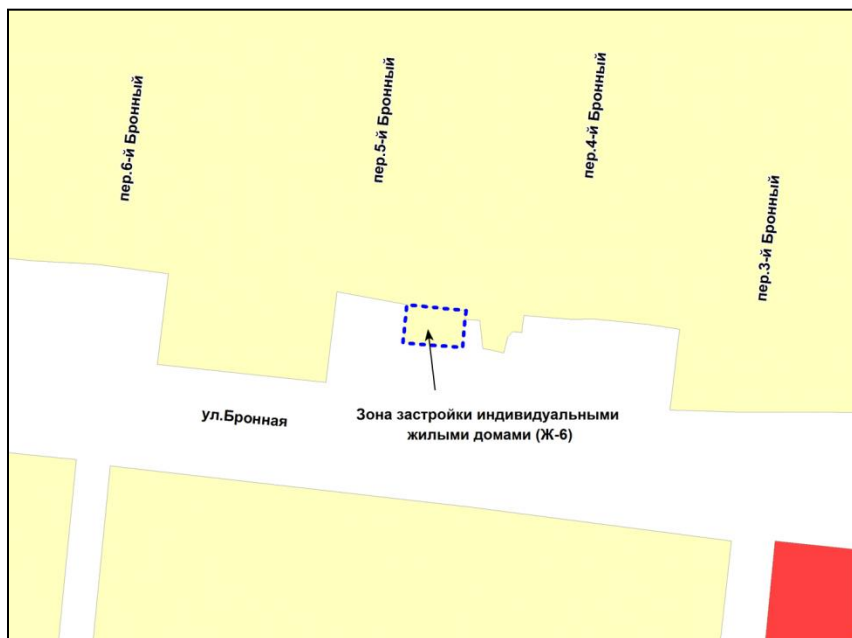 пер.6-й Бронный
пер.5-й Бронный
пер.4-й Бронный
пер.3-й Бронный
ул.Бронная
Зона застройки индивидуальными
жилыми домами (Ж-6)